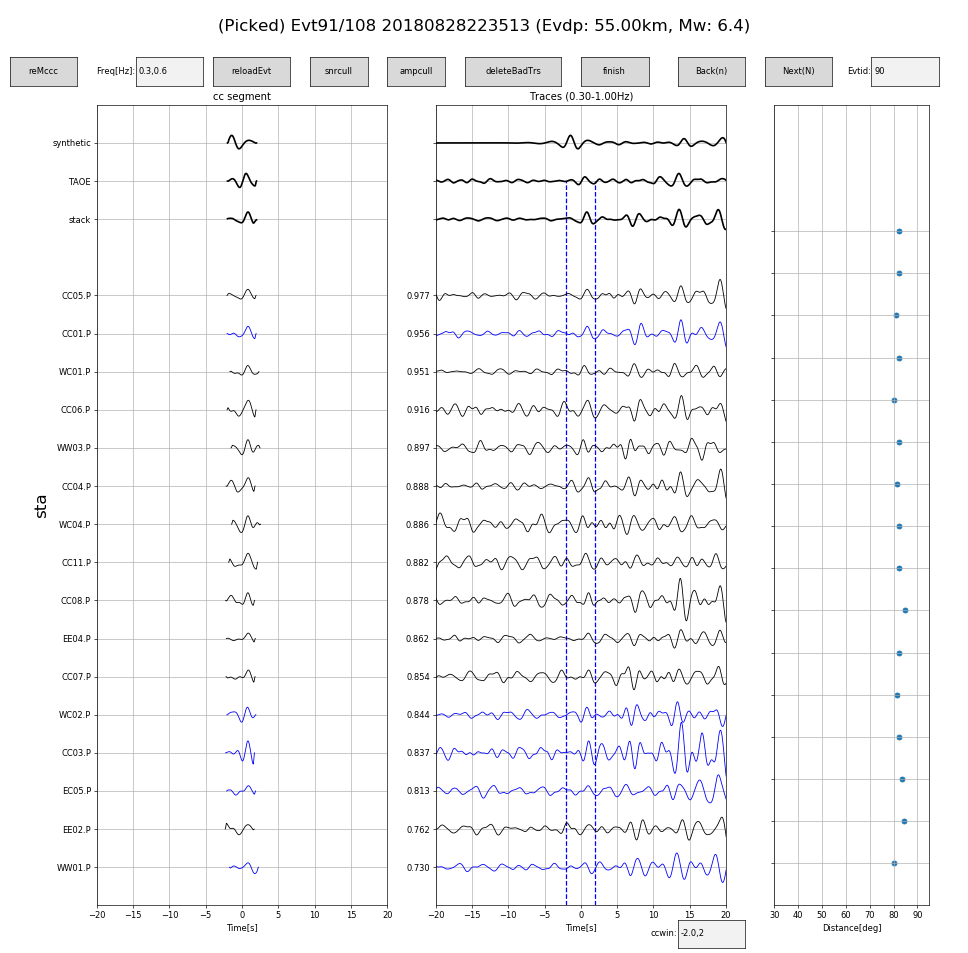 (Picked) Evt91/108 20180828223513 (Evdp: 55.00km, Mw: 6.4)
reMccc Freq[Hz]: 0.3,0.6 reloadEvt snrcull ampcull deleteBadTrs finish Back(n) Next(N) Evtid: 90
cc segment Traces (0.30-1.00Hz)
synthetic
TAOE
stack
CC05.P 0.977
CC01.P 0.956
WC01.P 0.951
CC06.P 0.916
WW03.P 0.897
CC04.P 0.888
sta
WC04.P 0.886
CC11.P 0.882
CC08.P 0.878
EE04.P 0.862
CC07.P 0.854
WC02.P 0.844
CC03.P 0.837
EC05.P 0.813
EE02.P 0.762
WW01.P 0.730
−20 −15 −10 −5 0 5 10 15 20 −20 −15 −10 −5 0 5 10 15 20 30 40 50 60 70 80 90
Time[s] Time[s] Distance[deg]
ccwin: -2.0,2